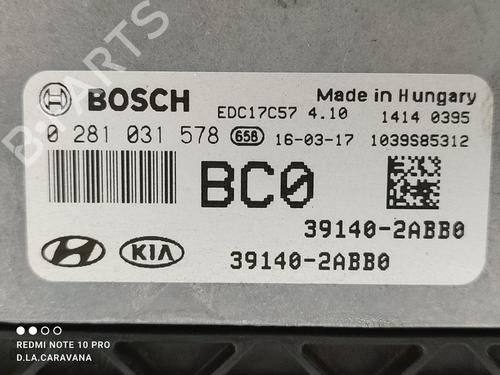 B-PARTS
BOSCH
EDC17C57 4.10
Made in Hungary
1414 0395
0 281 031 578
658
16-03-17
1039S85312
BC0
39140-2ABB0
KIA
39140-2ABB0
REDMI NOTE 10 PRO
D.LA.CARAVANA